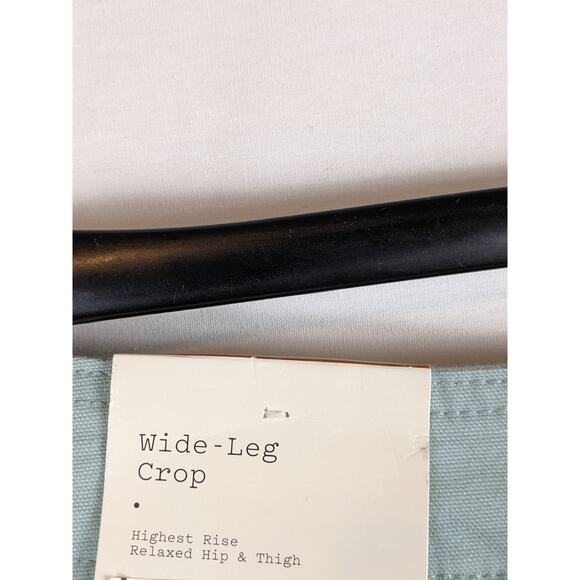 Wide-Leg
Crop
•
Highest Rise
Relaxed Hip & Thigh